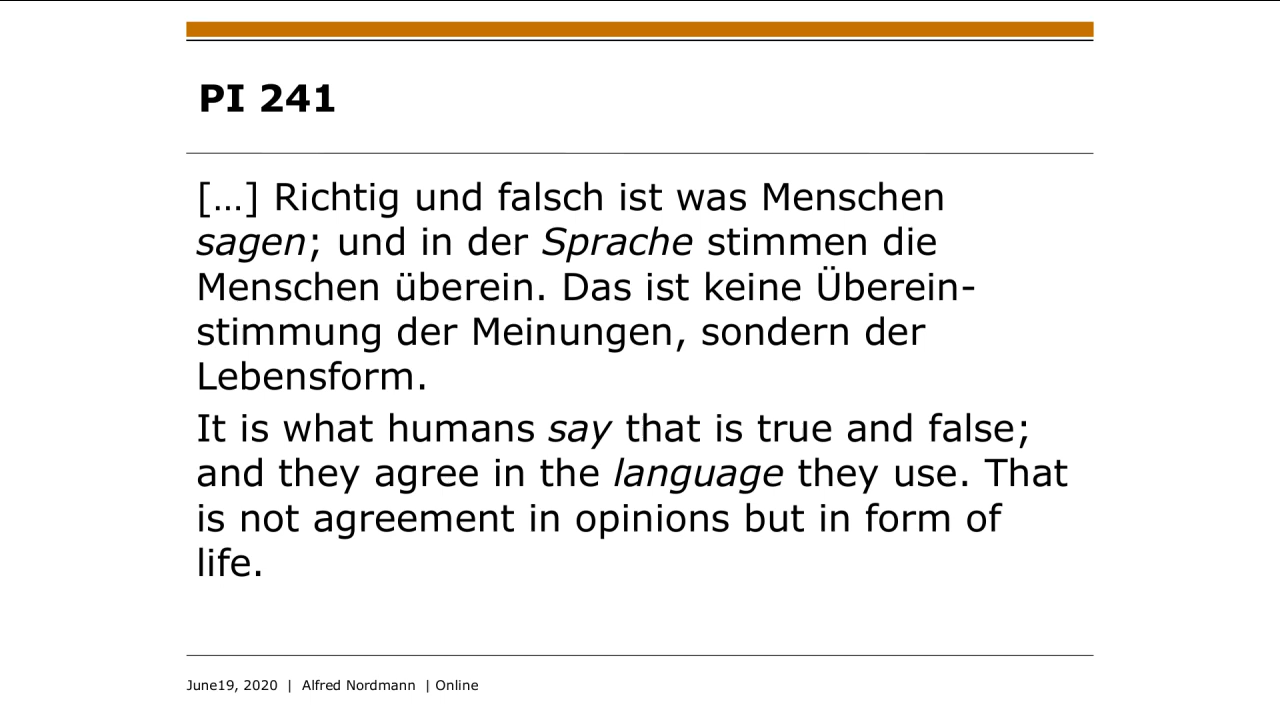 PI 241
[…] Richtig und falsch ist was Menschen
sagen; und in der Sprache stimmen die
Menschen überein. Das ist keine Überein-
stimmung der Meinungen, sondern der
Lebensform.
It is what humans say that is true and false;
and they agree in the language they use. That
is not agreement in opinions but in form of
life.
June19, 2020 | Alfred Nordmann | Online